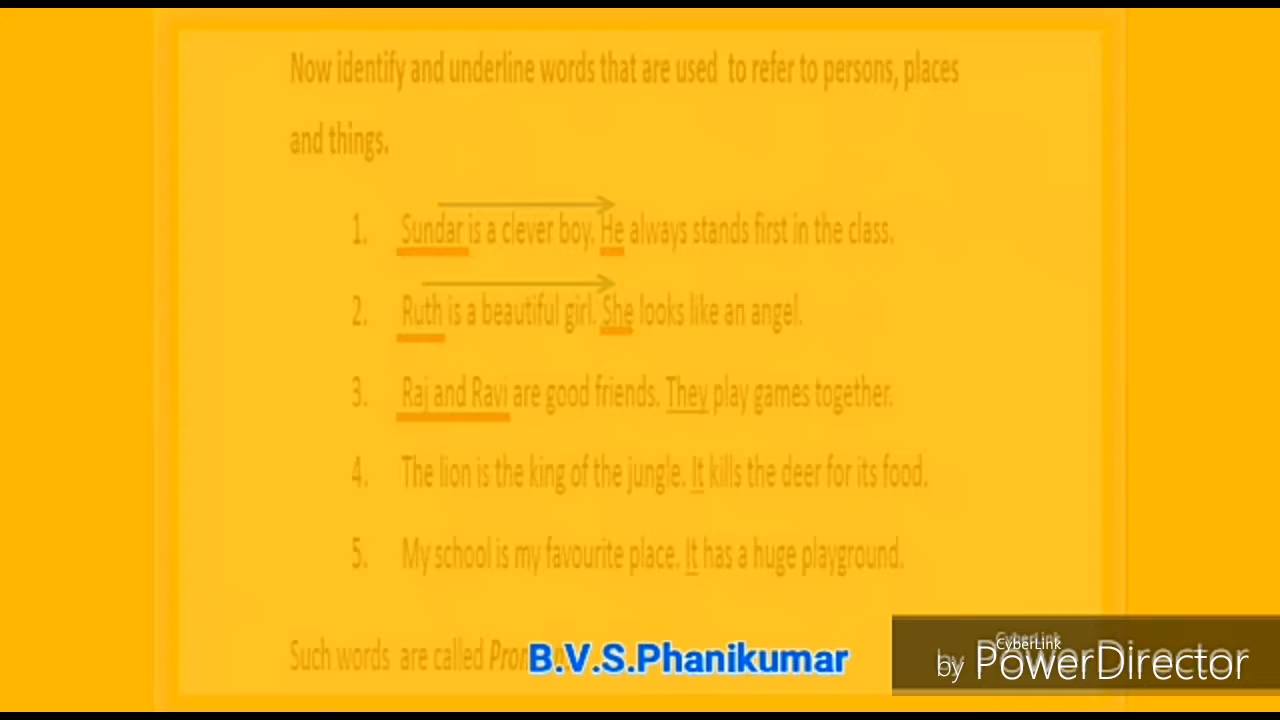 Now identify and underline words that are used to refer to persons, places
and things.
1. Sundar is a clever boy. He always stands first in the class.
2. Ruth is a beautiful girl. She looks like an angel.
3. Raj and Ravi are good friends. They play games together.
4. The lion is the king of the jungle. It kills the deer for its food.
5. My school is my favourite place. It has a huge playground.
Such words are called
B.V.S.Phanikumar
CyberLink
by PowerDirector